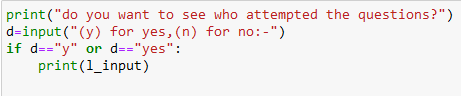 print("do you want to see who attempted the questions?")
d=input("(y) for yes,(n) for no:-")
if d=="y" or d=="yes":
    print(l_input)